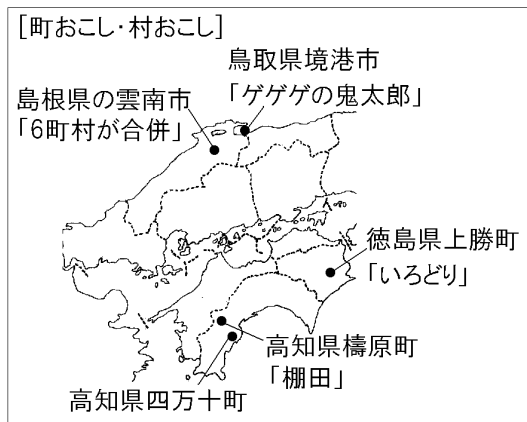 ［町おこし･村おこし］
鳥取県境港市
「ゲゲゲの鬼太郎」
島根県の雲南市
「6町村が合併」
徳島県上勝町
「いろどり」
高知県檮原町
「棚田」
高知県四万十町